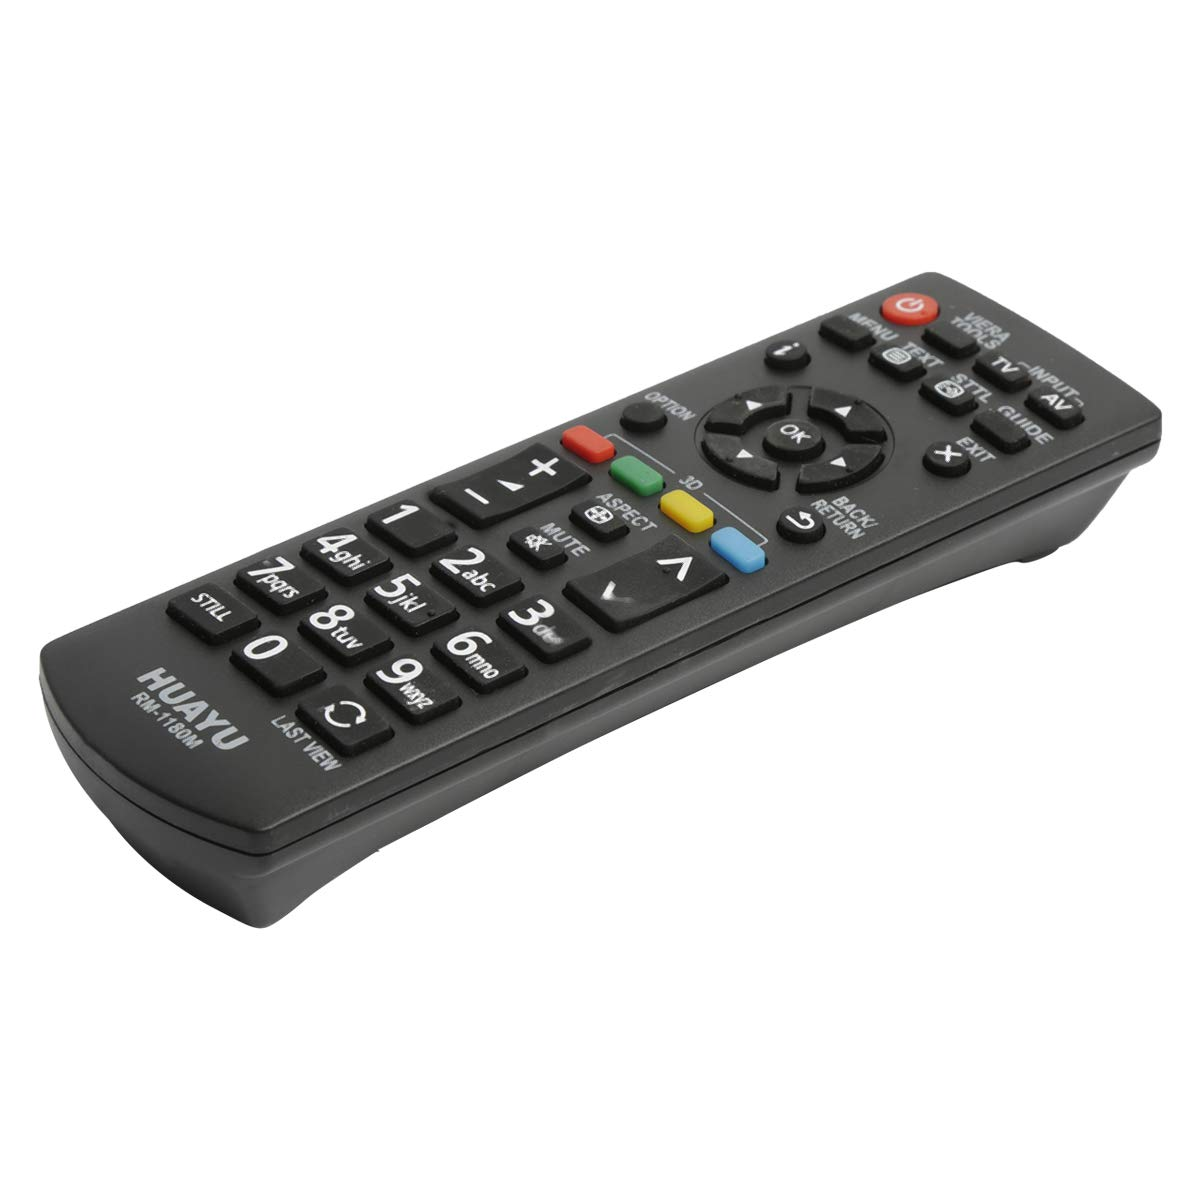 VIERA
TOOLS
MENU
INPUT
TV
AV
TEXT
STTL
GUIDE
i
EXIT
OK
OPTION
BACK/
RETURN
3D
+
−
ASPECT
MUTE
1
2abc
3
4ghi
5jkl
6mno
7pqrs
8tuv
9wxyz
STILL
0
LAST VIEW
HUAYU
RM-1180M